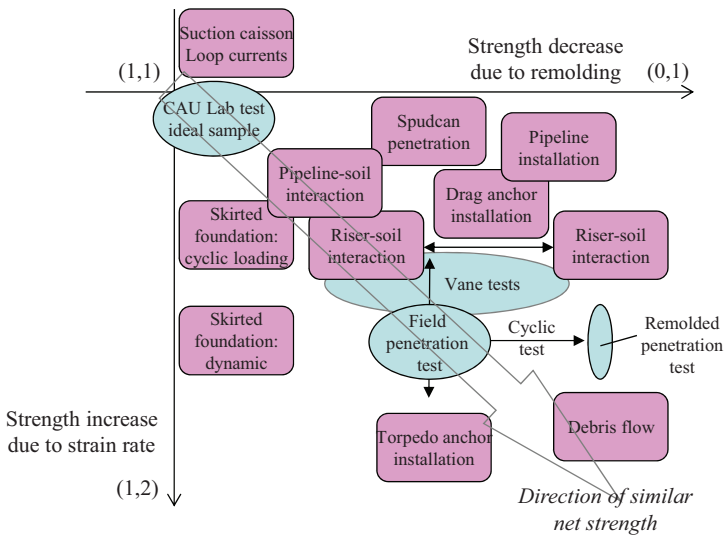 Suction caisson
Loop currents
Strength decrease
due to remolding
(1,1)
(0,1)
CAU Lab test
ideal sample
Spudcan
penetration
Pipeline
installation
Pipeline-soil
interaction
Drag anchor
installation
Skirted
foundation:
cyclic loading
Riser-soil
interaction
Riser-soil
interaction
Vane tests
Skirted
foundation:
dynamic
Field
penetration
test
Cyclic
test
Remolded
penetration
test
Strength increase
due to strain rate
Torpedo anchor
installation
Debris flow
(1,2)
Direction of similar
net strength